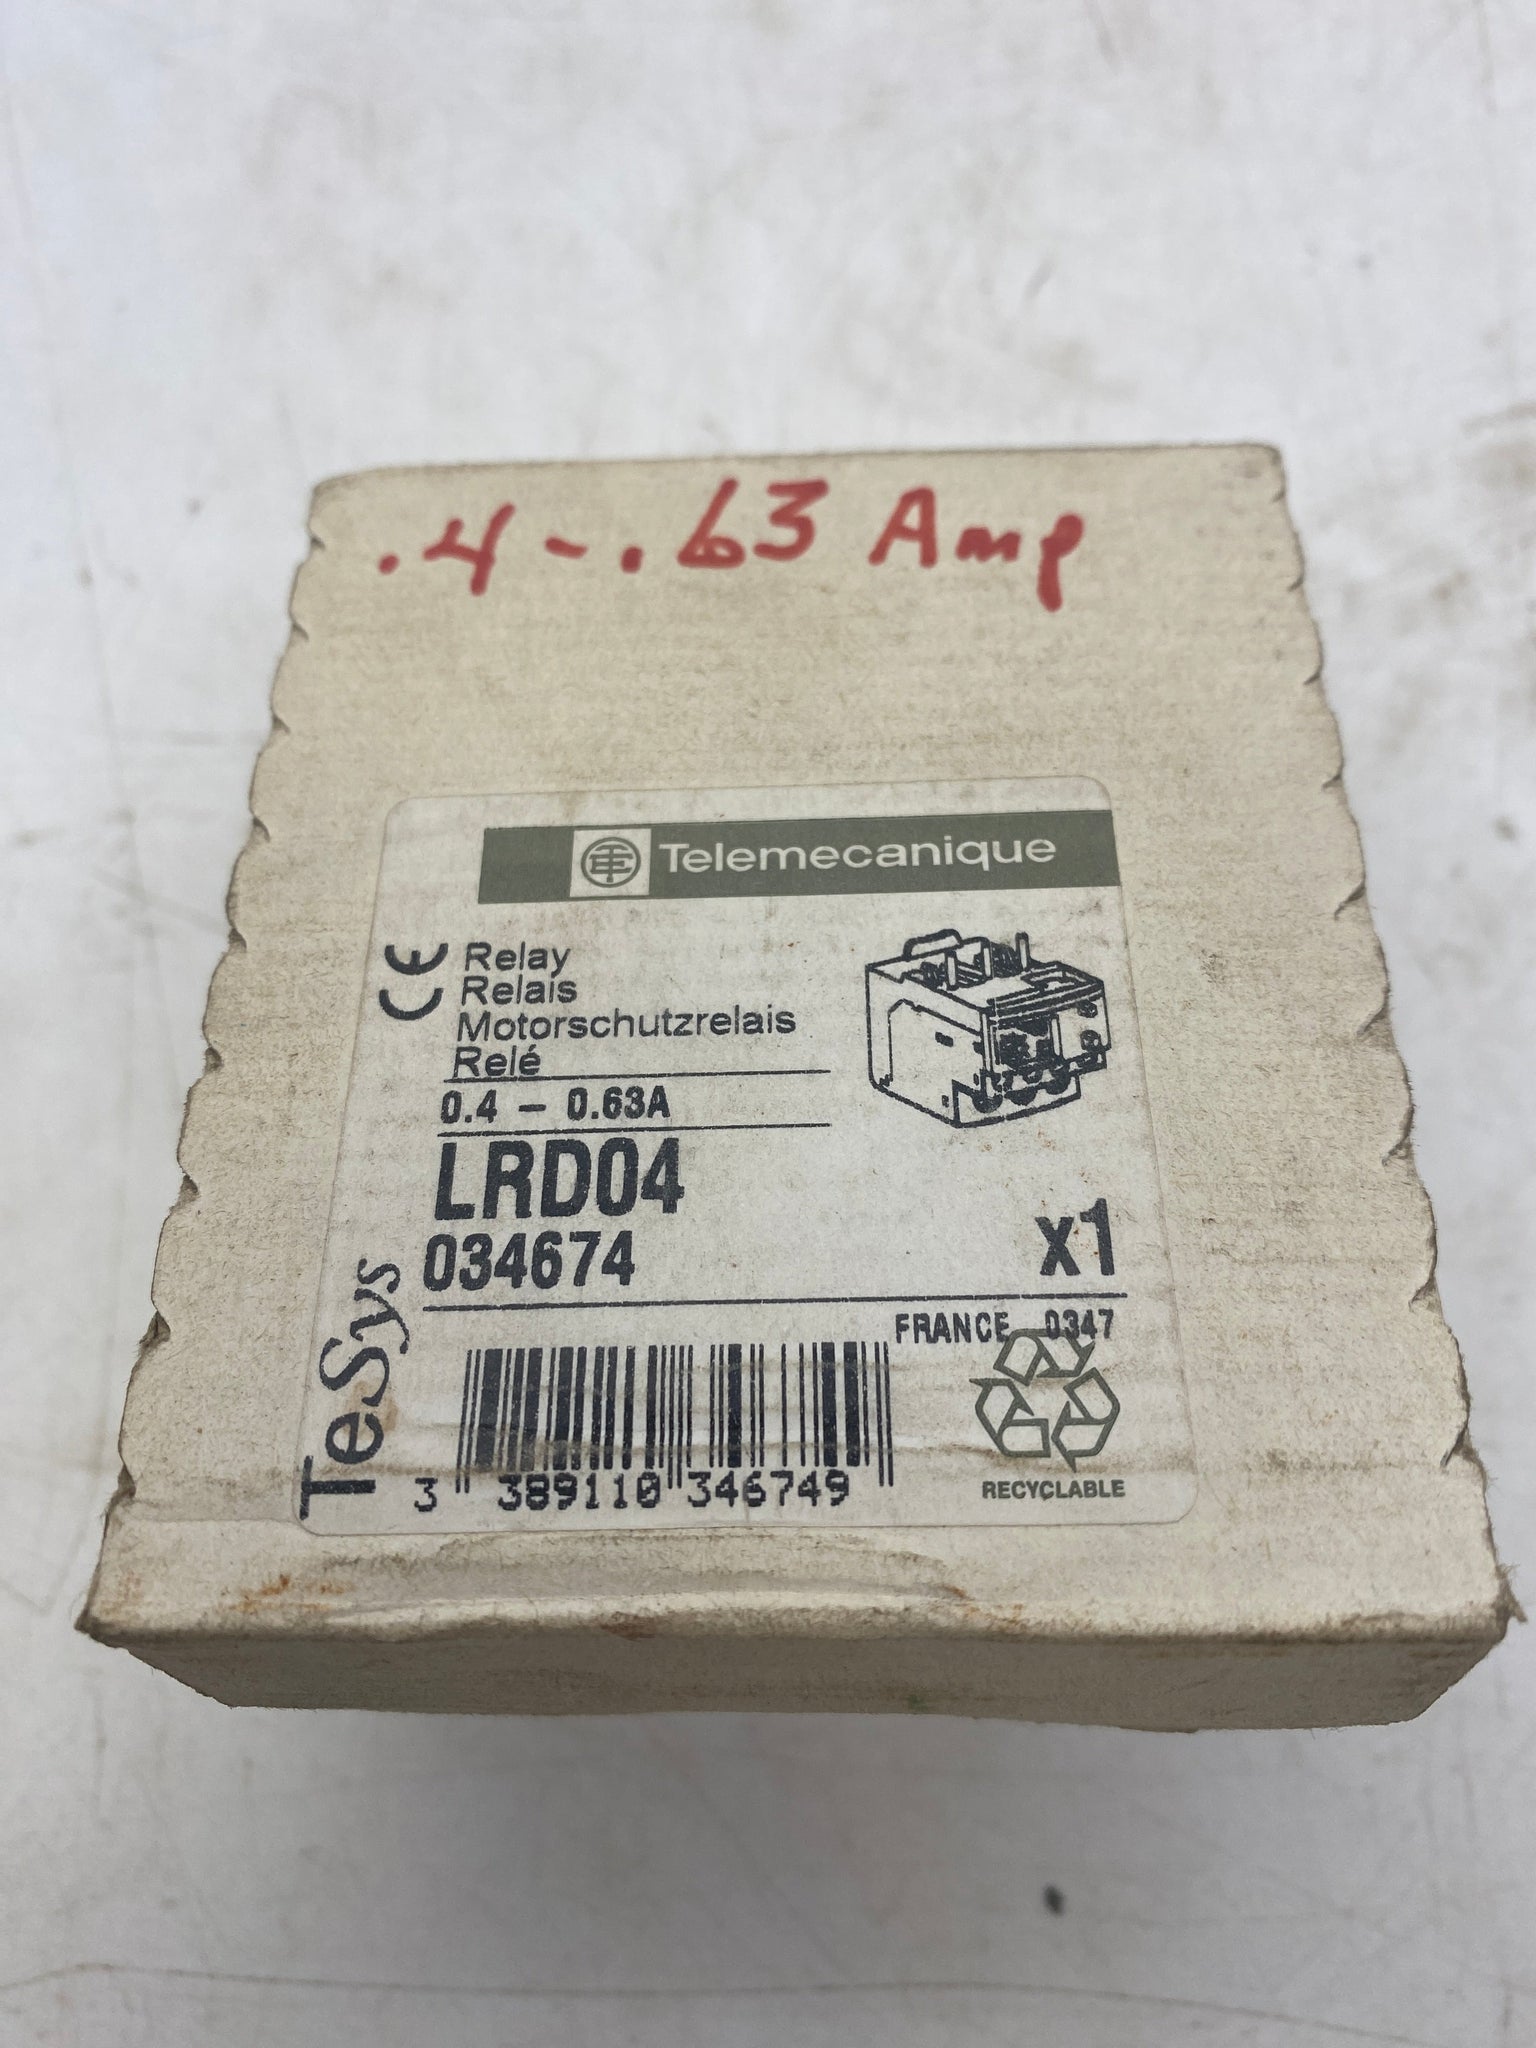 .4 - .63 Amp
Telemecanique
CE
Relay
Relais
Motorschutzrelais
Relé
0.4 - 0.63A
LRD04
034674
x1
FRANCE 0347
TeSys
3 389110 346749
RECYCLABLE